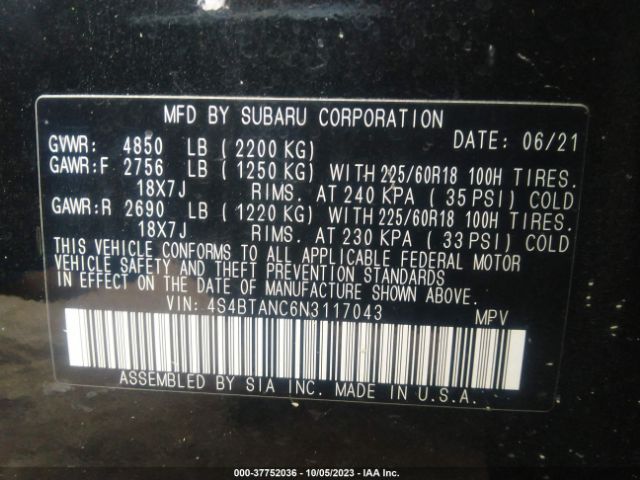 MFD BY SUBARU CORPORATION
GVWR: 4850 LB (2200 KG) DATE: 06/21
GAWR:F 2756 LB (1250 KG) WITH 225/60R18 100H TIRES.
18X7J RIMS. AT 240 KPA (35 PSI) COLD
GAWR:R 2690 LB (1220 KG) WITH 225/60R18 100H TIRES.
18X7J RIMS. AT 230 KPA (33 PSI) COLD
THIS VEHICLE CONFORMS TO ALL APPLICABLE FEDERAL MOTOR
VEHICLE SAFETY AND THEFT PREVENTION STANDARDS
IN EFFECT ON THE DATE OF MANUFACTURE SHOWN ABOVE.
VIN: 4S4BTANC6N3117043 MPV
ASSEMBLED BY SIA INC. MADE IN U.S.A.
000-37752036 - 10/05/2023 - IAA Inc.